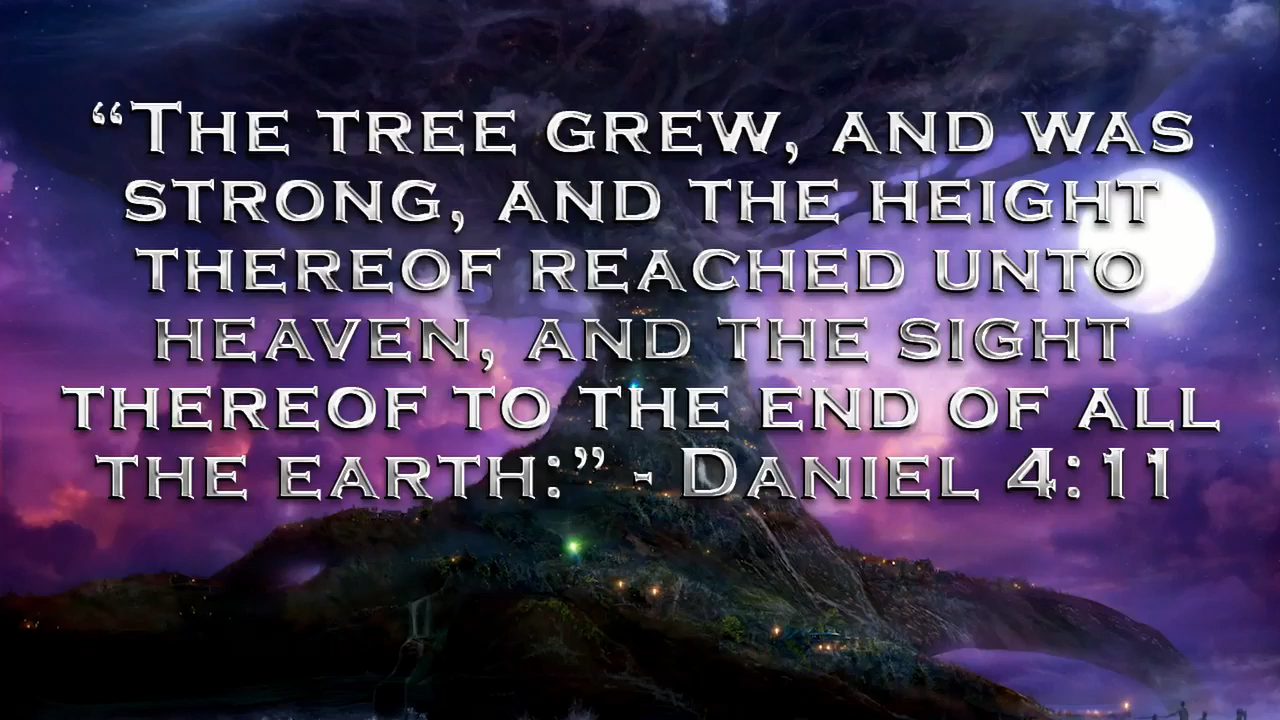 “The tree grew, and was
strong, and the height
thereof reached unto
heaven, and the sight
thereof to the end of all
the earth:” - Daniel 4:11